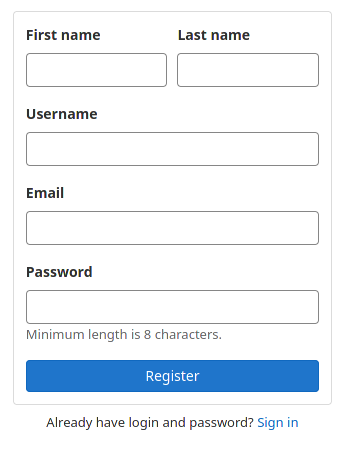 First name Last name
Username
Email
Password
Minimum length is 8 characters.
Register
Already have login and password? Sign in